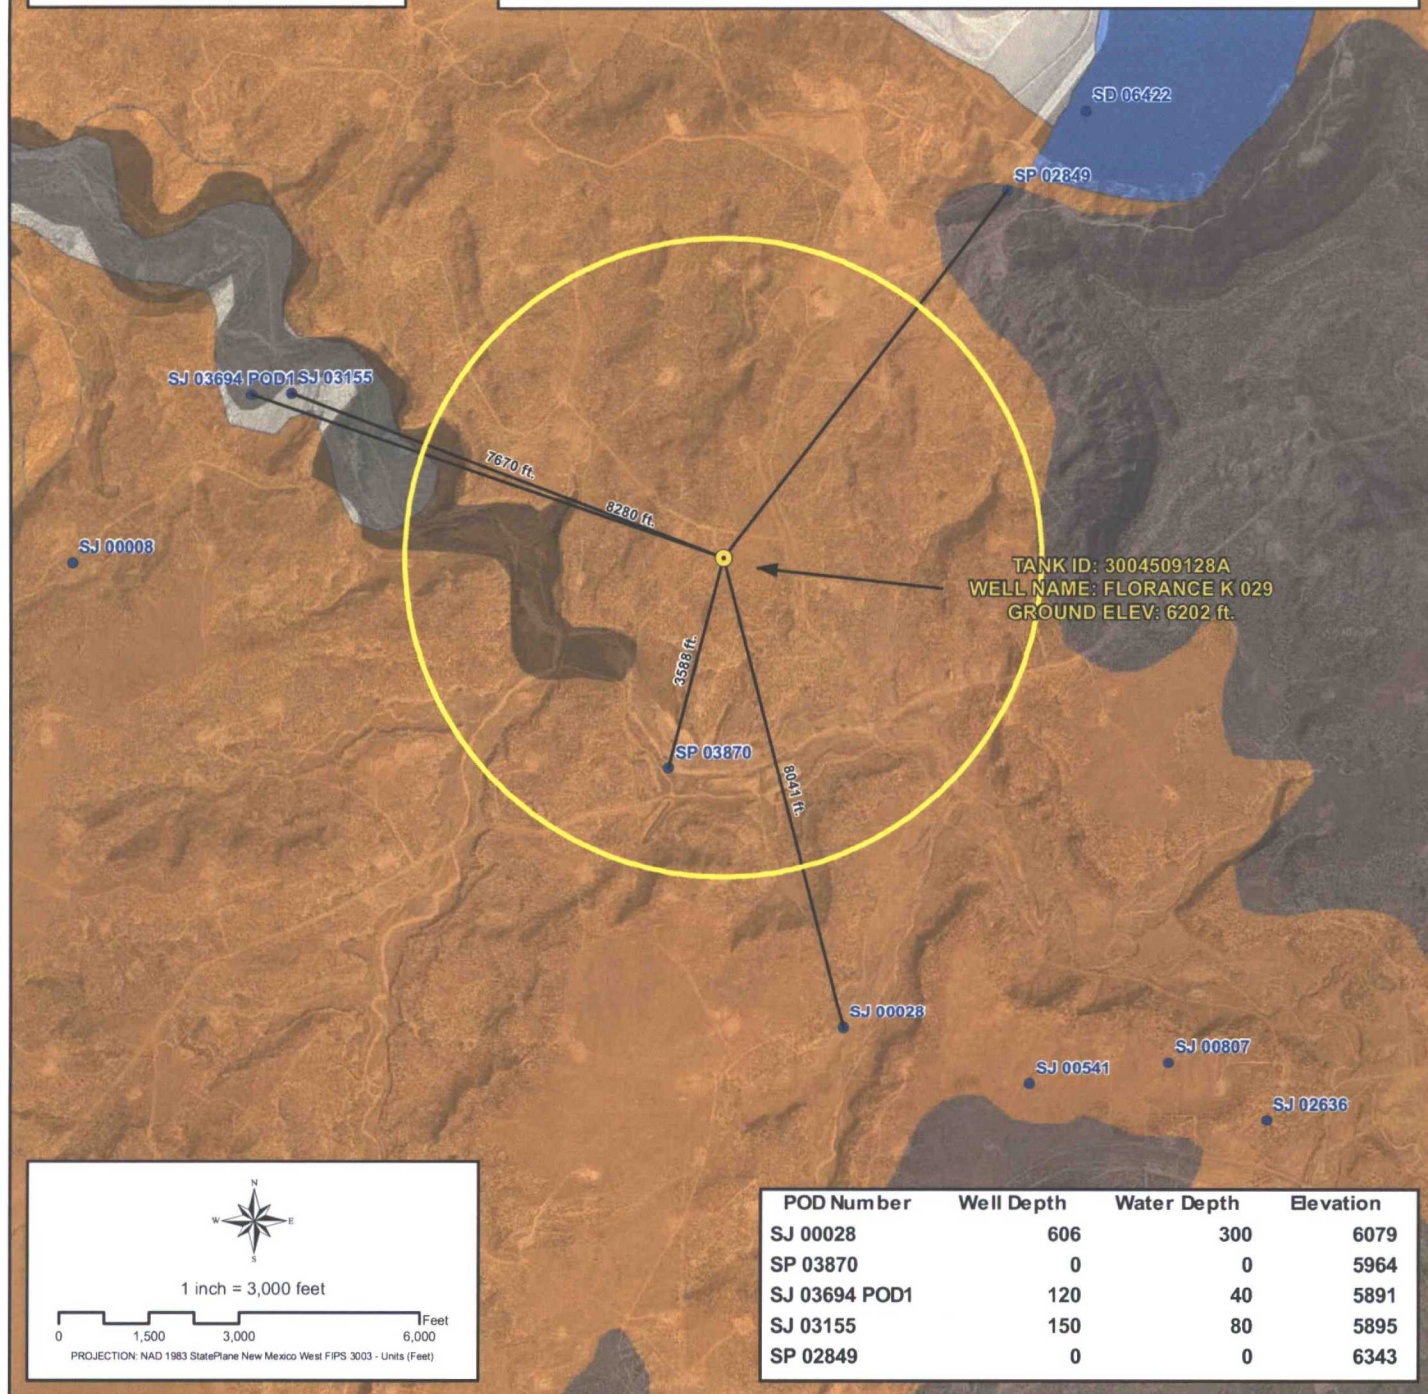 SD 06422
SP 02849
SJ 03694 POD1 SJ 03155
7670 ft.
8280 ft.
SJ 00008
TANK ID: 3004509128A
WELL NAME: FLORANCE K 029
GROUND ELEV: 6202 ft.
3588 ft.
SP 03870
8041 ft.
SJ 00028
SJ 00807
SJ 00541
SJ 02636
N
W E
S
1 inch = 3,000 feet
Feet
0 1,500 3,000 6,000
PROJECTION: NAD 1983 StatePlane New Mexico West FIPS 3003 - Units (Feet)
POD Number Well Depth Water Depth Elevation
SJ 00028 606 300 6079
SP 03870 0 0 5964
SJ 03694 POD1 120 40 5891
SJ 03155 150 80 5895
SP 02849 0 0 6343